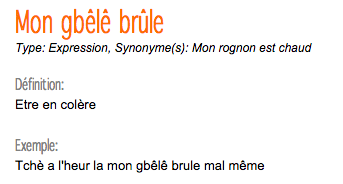 Mon gbêlê brûle
Type: Expression, Synonyme(s): Mon rognon est chaud
Définition:
Etre en colère
Exemple:
Tchè a l'heur la mon gbêlê brule mal même